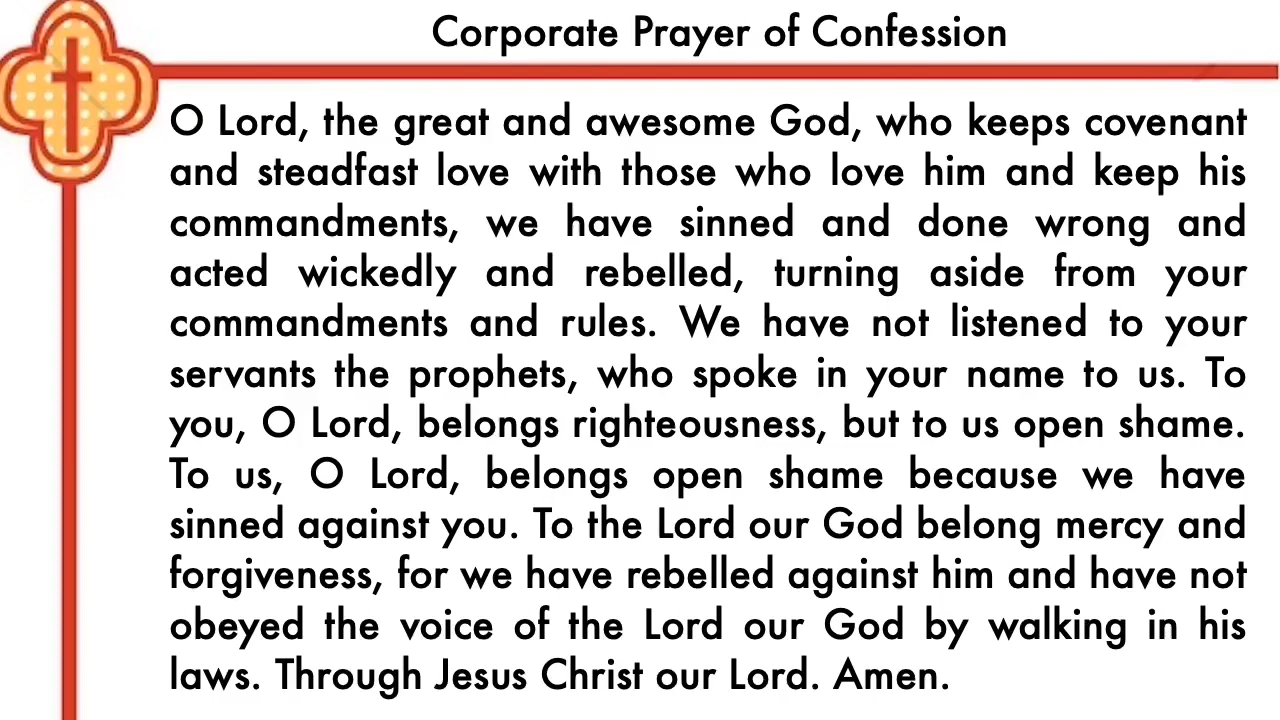 Corporate Prayer of Confession
O Lord, the great and awesome God, who keeps covenant
and steadfast love with those who love him and keep his
commandments, we have sinned and done wrong and
acted wickedly and rebelled, turning aside from your
commandments and rules. We have not listened to your
servants the prophets, who spoke in your name to us. To
you, O Lord, belongs righteousness, but to us open shame.
To us, O Lord, belongs open shame because we have
sinned against you. To the Lord our God belong mercy and
forgiveness, for we have rebelled against him and have not
obeyed the voice of the Lord our God by walking in his
laws. Through Jesus Christ our Lord. Amen.